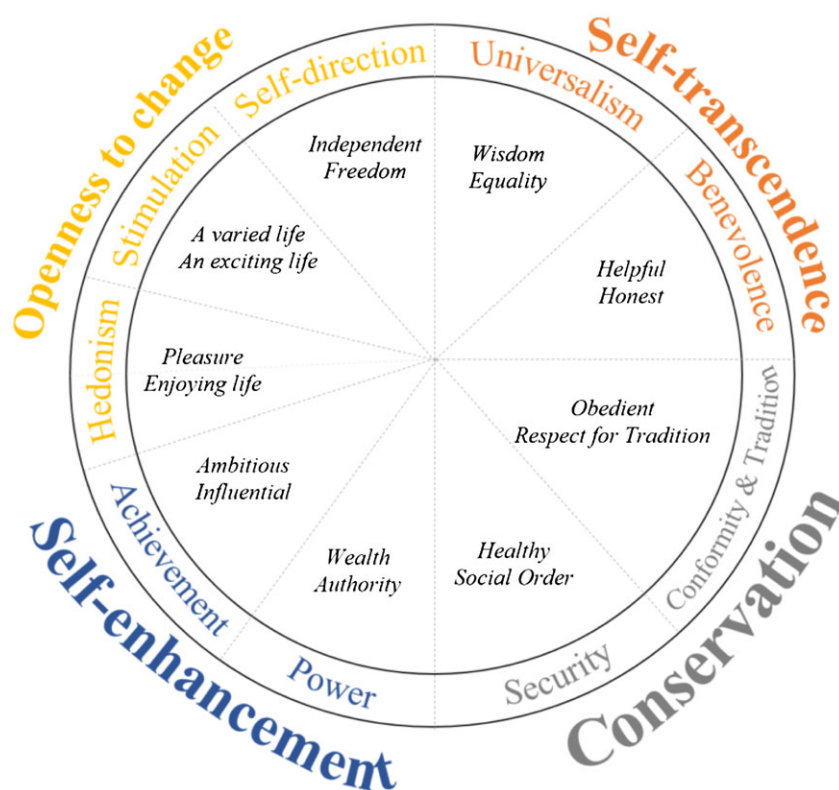 Openness to change
Self-transcendence
Self-direction
Universalism
Stimulation
Benevolence
Hedonism
Conformity & Tradition
Achievement
Security
Power
Self-enhancement
Conservation
Independent
Freedom
Wisdom
Equality
A varied life
An exciting life
Helpful
Honest
Pleasure
Enjoying life
Obedient
Respect for Tradition
Ambitious
Influential
Wealth
Authority
Healthy
Social Order